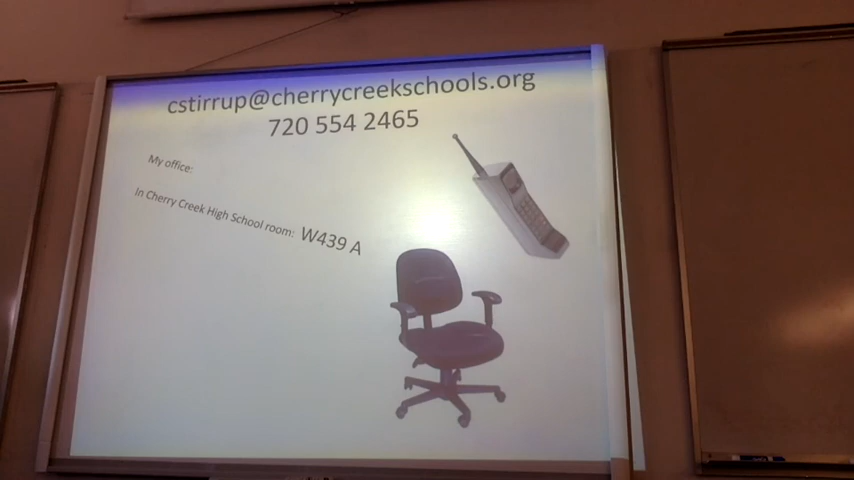 cstirrup@cherrycreekschools.org
720 554 2465
My office:
In Cherry Creek High School room: W439 A